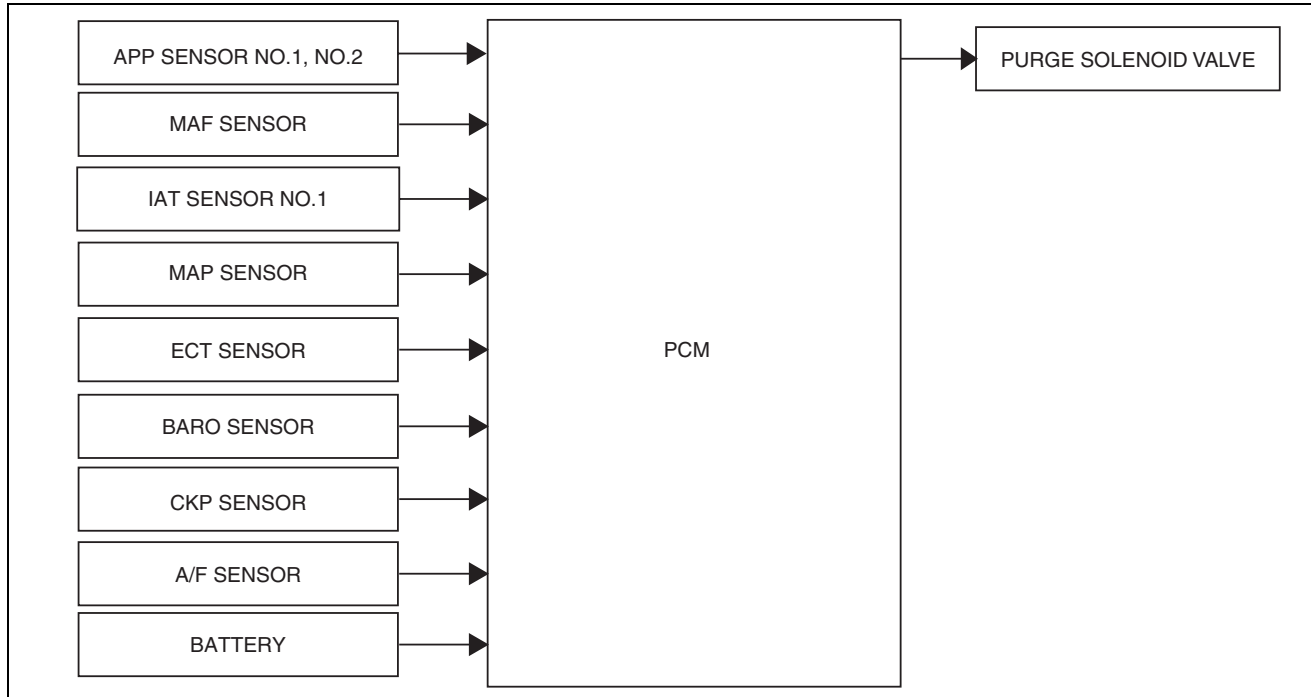 APP SENSOR NO.1, NO.2
PURGE SOLENOID VALVE
MAF SENSOR
IAT SENSOR NO.1
MAP SENSOR
ECT SENSOR
PCM
BARO SENSOR
CKP SENSOR
A/F SENSOR
BATTERY